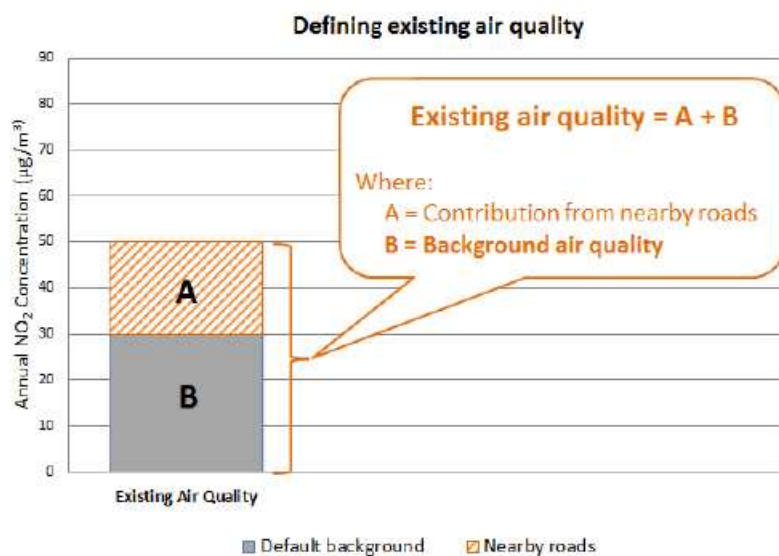 Defining existing air quality
Annual NO₂ Concentration (µg/m³)
90
80
70
60
50
40
30
20
10
0
Existing air quality = A + B
Where:
A = Contribution from nearby roads
B = Background air quality
A
B
Existing Air Quality
Default background
Nearby roads